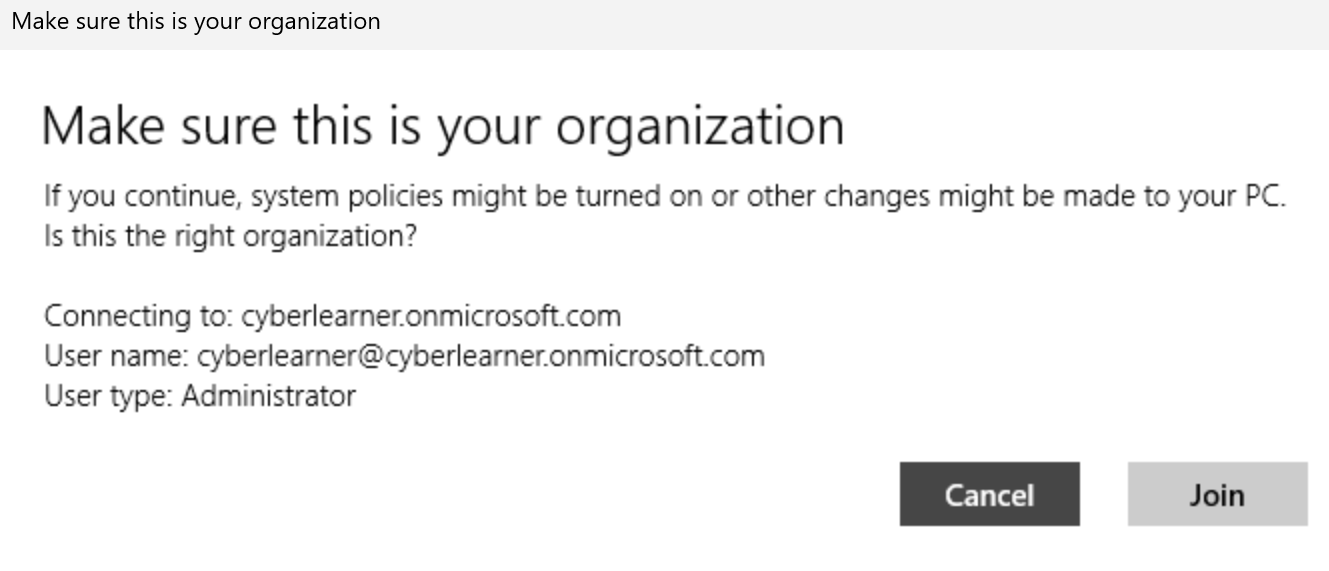 Make sure this is your organization
Make sure this is your organization
If you continue, system policies might be turned on or other changes might be made to your PC.
Is this the right organization?
Connecting to: cyberlearner.onmicrosoft.com
User name: cyberlearner@cyberlearner.onmicrosoft.com
User type: Administrator
Cancel
Join